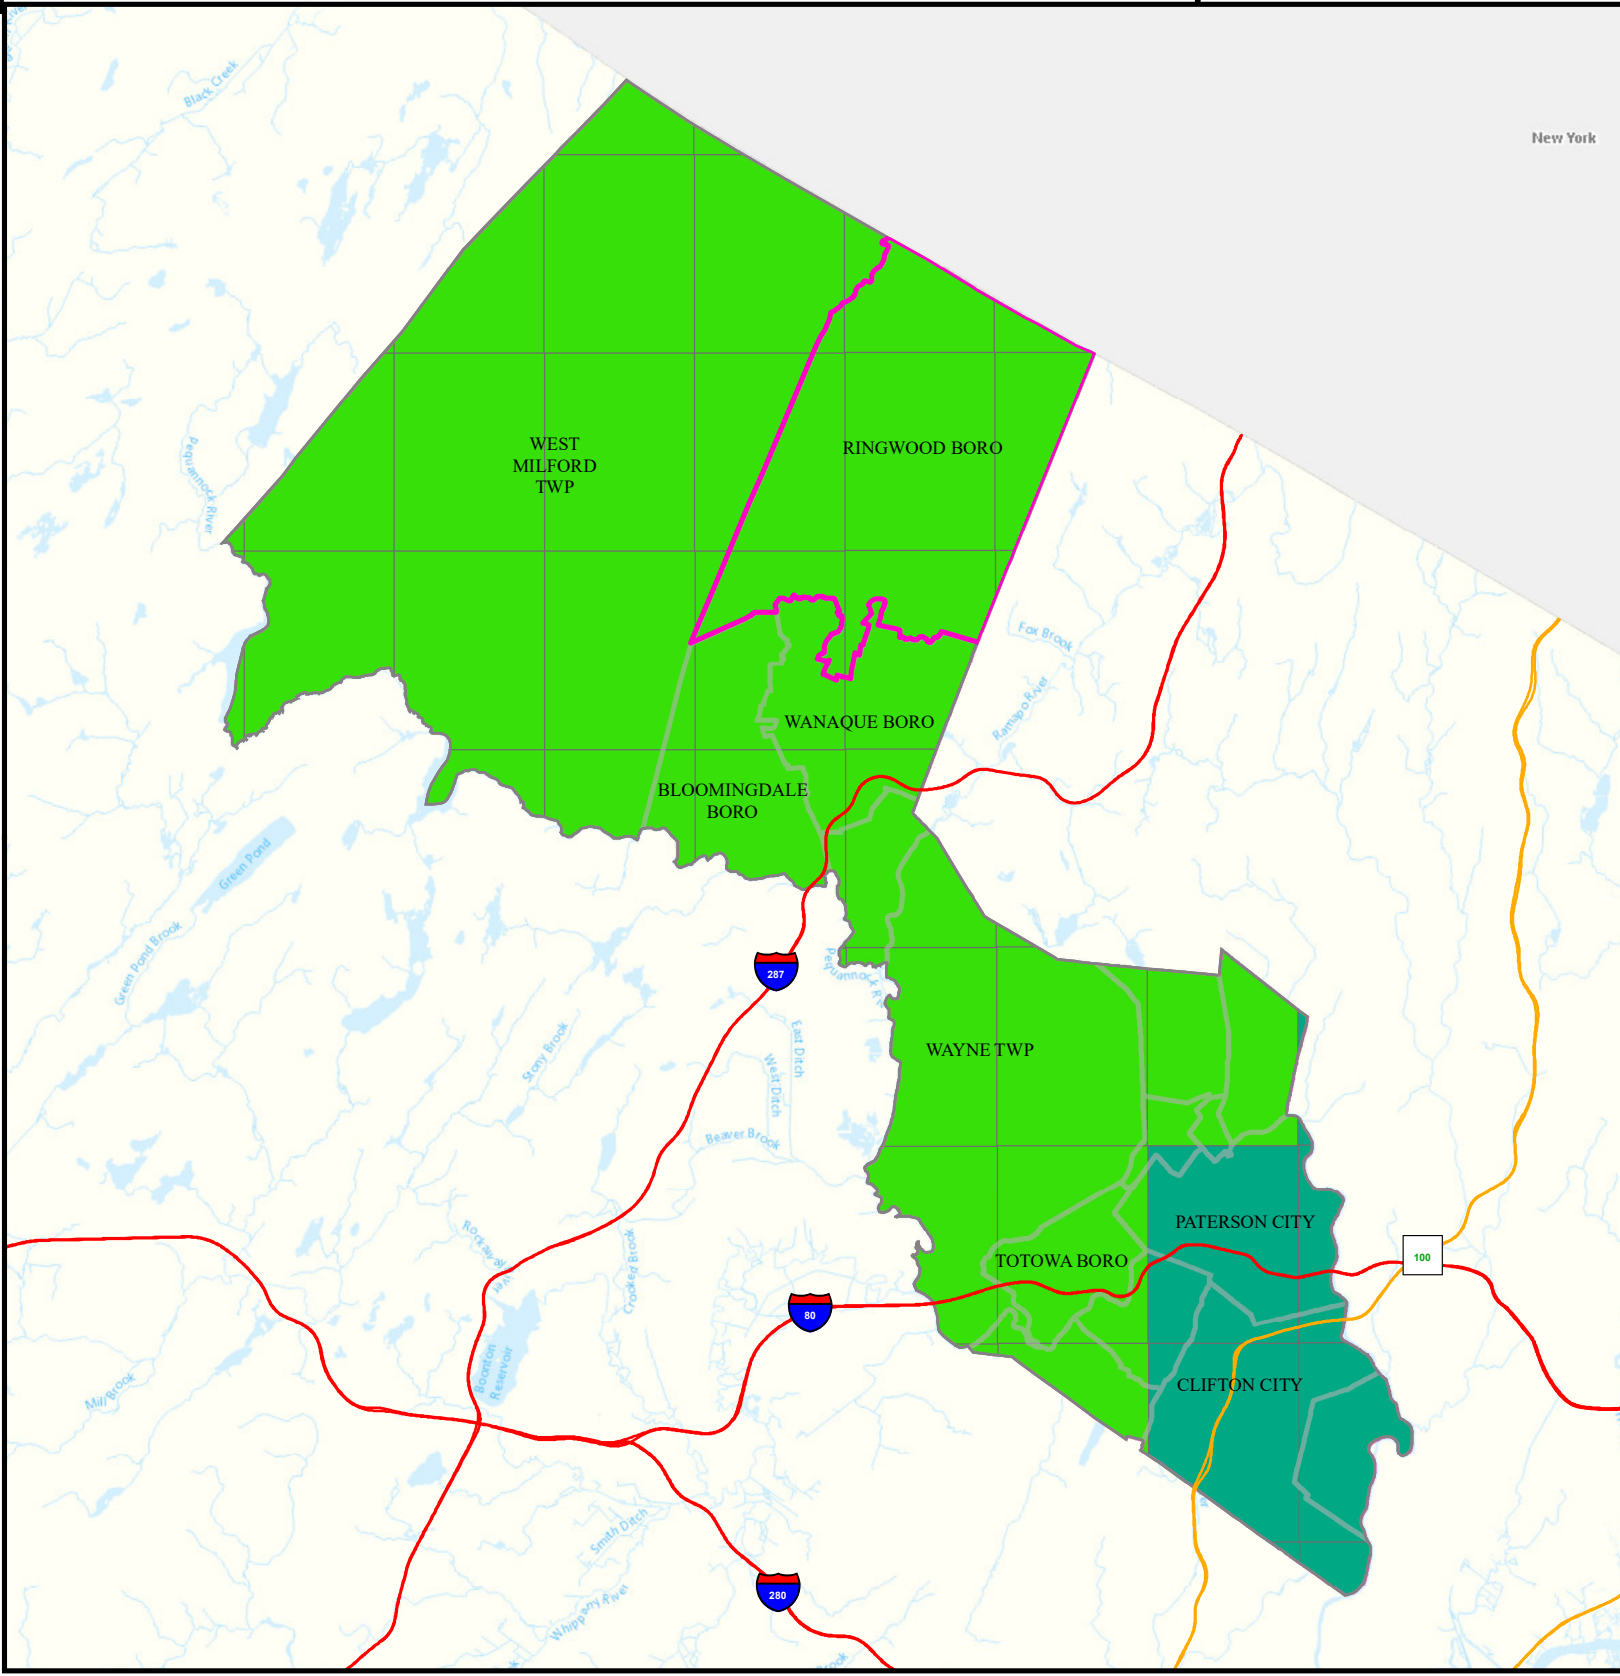 Black Creek
New York
WEST
MILFORD
TWP
RINGWOOD BORO
Pequannock River
Fox Brook
Ramapo River
WANAQUE BORO
BLOOMINGDALE
BORO
Green Pond
Green Pond Brook
Pequannock R
287
Stony Brook
East Ditch
West Ditch
WAYNE TWP
Beaver Brook
PATERSON CITY
Rockaway River
Crooked Brook
TOTOWA BORO
100
80
Boonton
Reservoir
Mill Brook
CLIFTON CITY
Smith Ditch
280
Whippany River
Brook